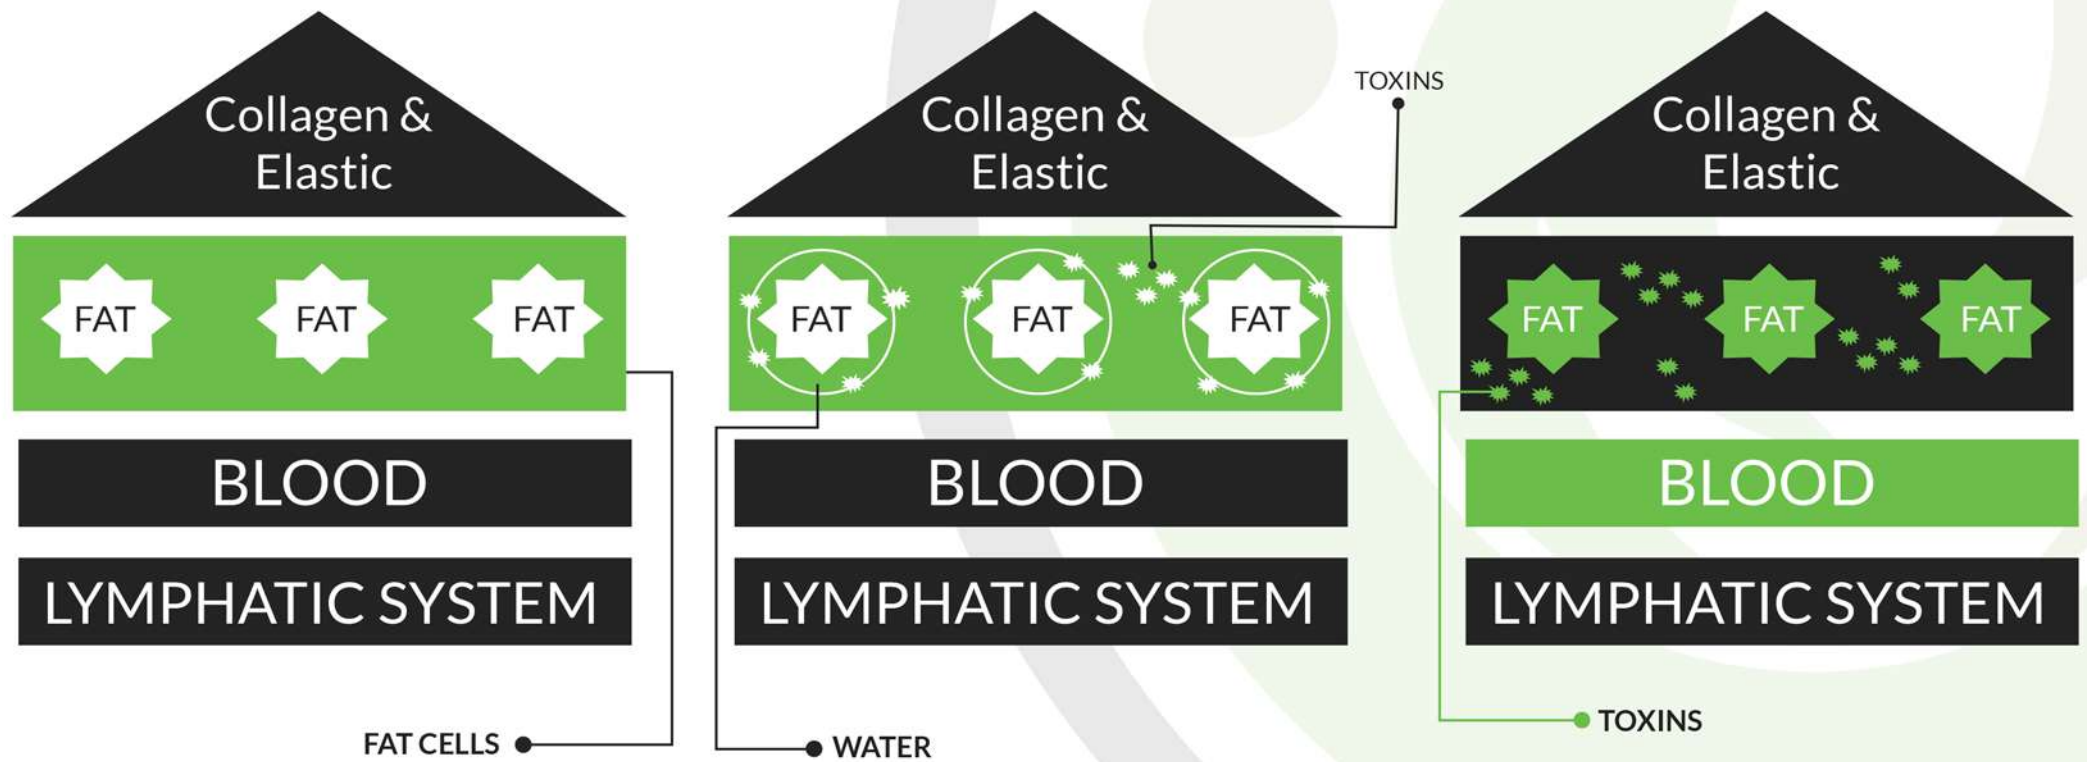 Collagen &
Elastic
FAT
FAT
FAT
BLOOD
LYMPHATIC SYSTEM
FAT CELLS
TOXINS
Collagen &
Elastic
FAT
FAT
FAT
BLOOD
LYMPHATIC SYSTEM
WATER
Collagen &
Elastic
FAT
FAT
FAT
BLOOD
LYMPHATIC SYSTEM
TOXINS